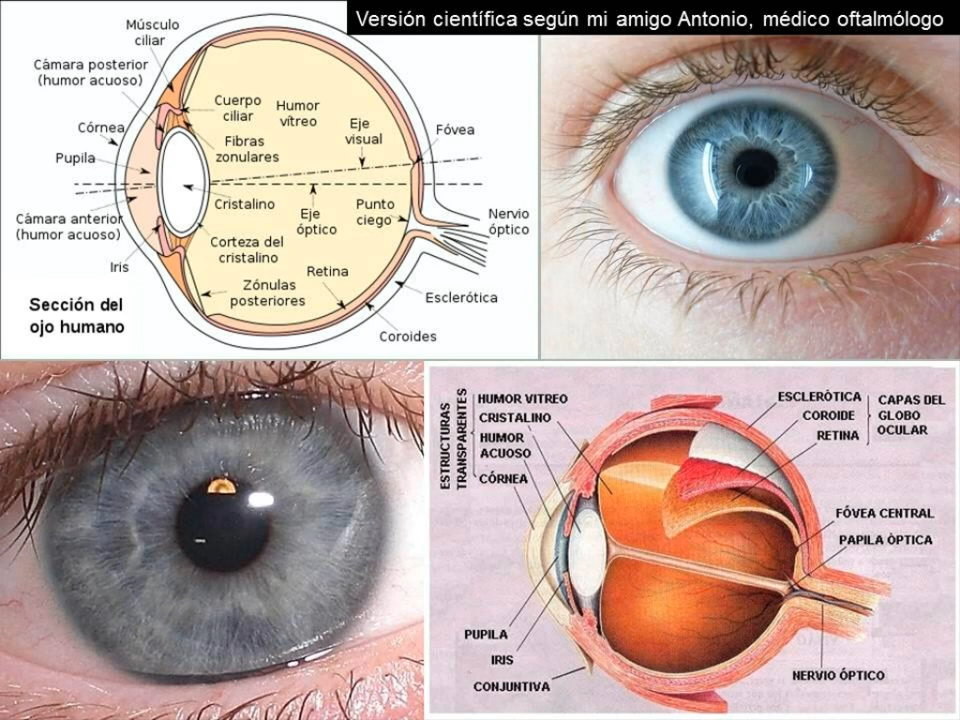 Versión científica según mi amigo Antonio, médico oftalmólogo
Músculo
ciliar
Cámara posterior
(humor acuoso)
Córnea
Pupila
Cámara anterior
(humor acuoso)
Iris
Sección del
ojo humano
Cuerpo
ciliar
Humor
vítreo
Fibras
zonulares
Eje
visual
Fóvea
Cristalino
Eje
óptico
Punto
ciego
Nervio
óptico
Corteza del
cristalino
Zónulas
posteriores
Retina
Esclerótica
Coroides
ESTRUCTURAS
TRANSPARENTES
HUMOR VITREO
CRISTALINO
HUMOR
ACUOSO
CÓRNEA
ESCLERÒTICA
COROIDE
RETINA
CAPAS DEL
GLOBO
OCULAR
FÓVEA CENTRAL
PAPILA ÒPTICA
PUPILA
IRIS
CONJUNTIVA
NERVIO ÓPTICO